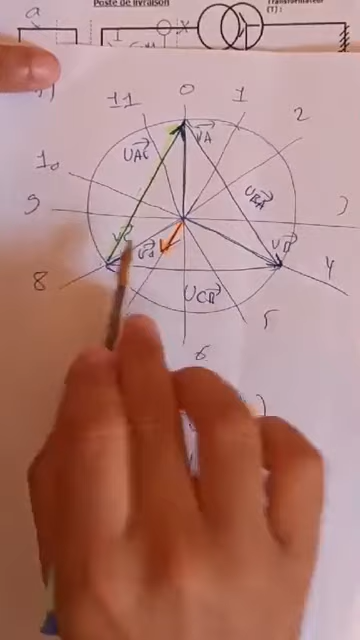 Poste de livraison
Transformateur
(T) :
a
X
0
11
1
2
VA
UAC
10
UBA
9
3
VB
8
4
UCB
5
6